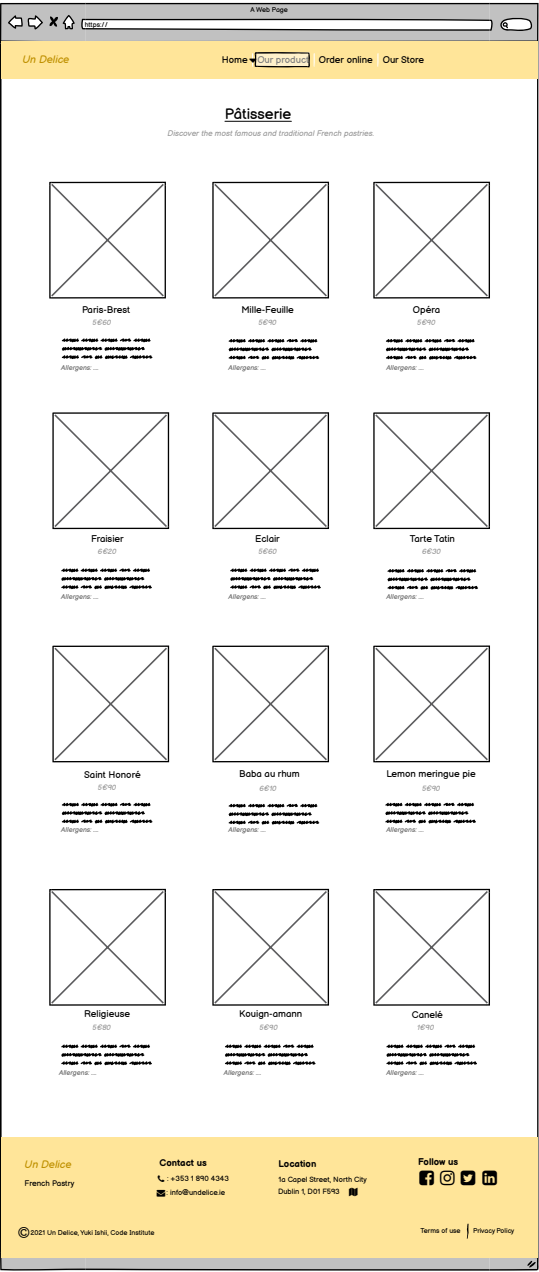 A Web Page
https://
Un Delice
Home Our product Order online Our Store
Pâtisserie
Discover the most famous and traditional French pastries.
Paris-Brest Mille-Feuille Opéra
5€60 5€90 5€90
Allergens: ... Allergens: ... Allergens: ...
Fraisier Eclair Tarte Tatin
6€20 5€60 6€30
Allergens: ... Allergens: ... Allergens: ...
Saint Honoré Baba au rhum Lemon meringue pie
5€90 6€10 5€90
Allergens: ... Allergens: ... Allergens: ...
Religieuse Kouign-amann Canelé
5€80 5€90 1€90
Allergens: ... Allergens: ... Allergens: ...
Un Delice
French Pastry
Contact us
: +353 1 890 4343
: info@undelice.ie
Location
1a Capel Street, North City
Dublin 1, D01 F593
Follow us
©2021 Un Delice, Yuki Ishii, Code Institute
Terms of use | Privacy Policy